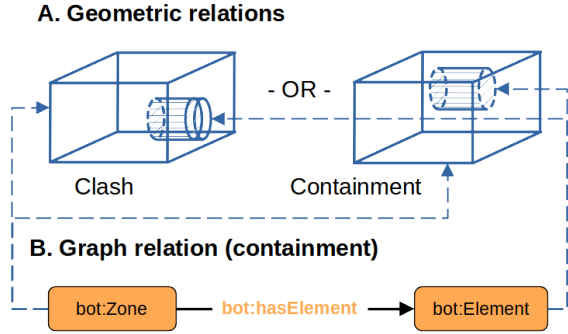 A. Geometric relations
- OR -
Clash
Containment
B. Graph relation (containment)
bot:Zone
bot:hasElement
bot:Element